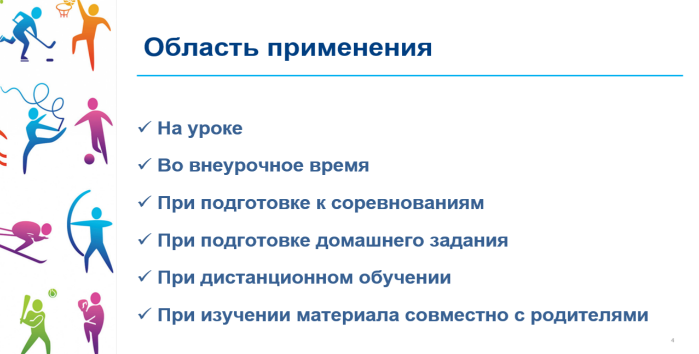 Область применения
✓ На уроке
✓ Во внеурочное время
✓ При подготовке к соревнованиям
✓ При подготовке домашнего задания
✓ При дистанционном обучении
✓ При изучении материала совместно с родителями
4